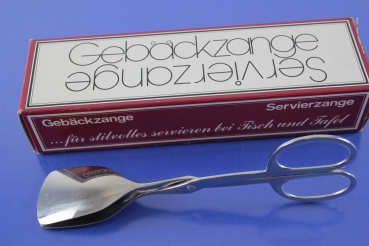 Gebäckzange
Servierzange
Gebäckzange Servierzange
...für stilvolles servieren bei Tisch und Tafel